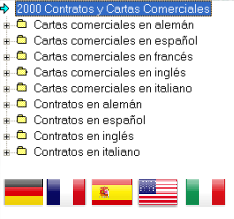 2000 Contratos y Cartas Comerciales
Cartas comerciales en alemán
Cartas comerciales en español
Cartas comerciales en francés
Cartas comerciales en inglés
Cartas comerciales en italiano
Contratos en alemán
Contratos en español
Contratos en inglés
Contratos en italiano